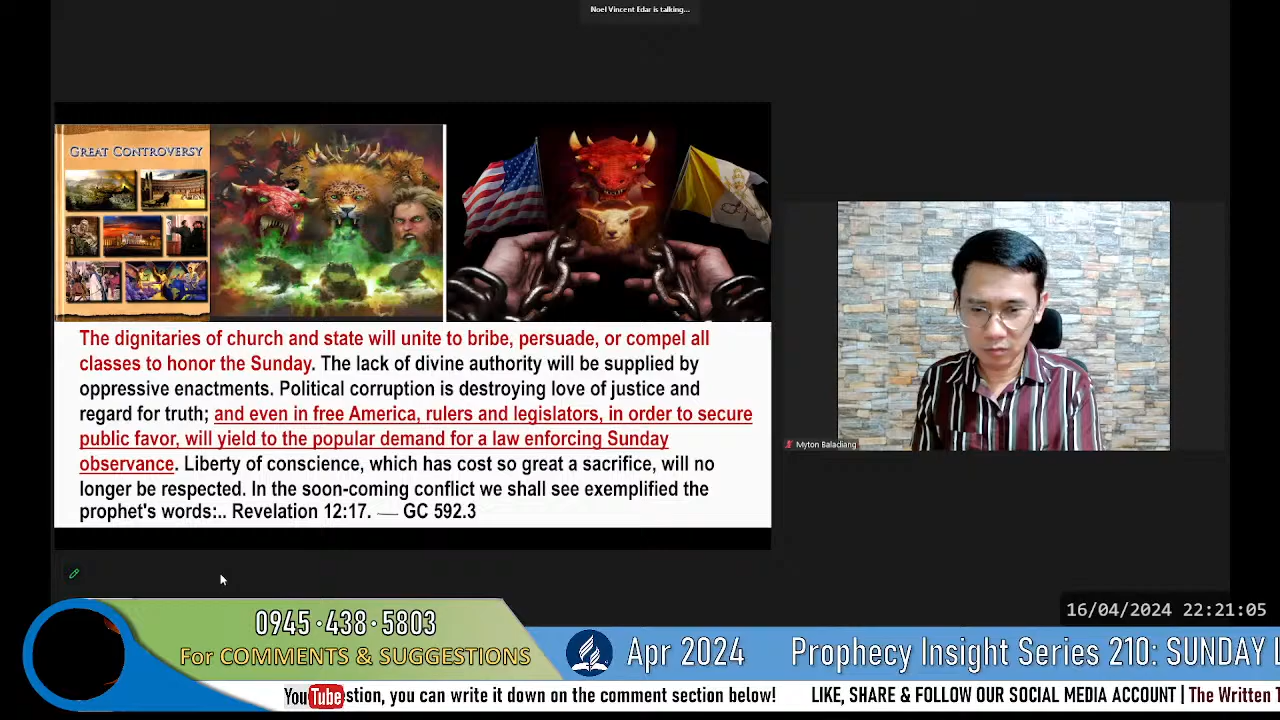 Noel Vincent Edar is talking...
GREAT CONTROVERSY
The dignitaries of church and state will unite to bribe, persuade, or compel all
classes to honor the Sunday. The lack of divine authority will be supplied by
oppressive enactments. Political corruption is destroying love of justice and
regard for truth; and even in free America, rulers and legislators, in order to secure
public favor, will yield to the popular demand for a law enforcing Sunday
observance. Liberty of conscience, which has cost so great a sacrifice, will no
longer be respected. In the soon-coming conflict we shall see exemplified the
prophet's words:.. Revelation 12:17. — GC 592.3
Myton Baladiang
16/04/2024 22:21:05
0945·438·5803
For COMMENTS & SUGGESTIONS
Apr 2024 Prophecy Insight Series 210: SUNDAY L
YouTube stion, you can write it down on the comment section below! LIKE, SHARE & FOLLOW OUR SOCIAL MEDIA ACCOUNT | The Written T